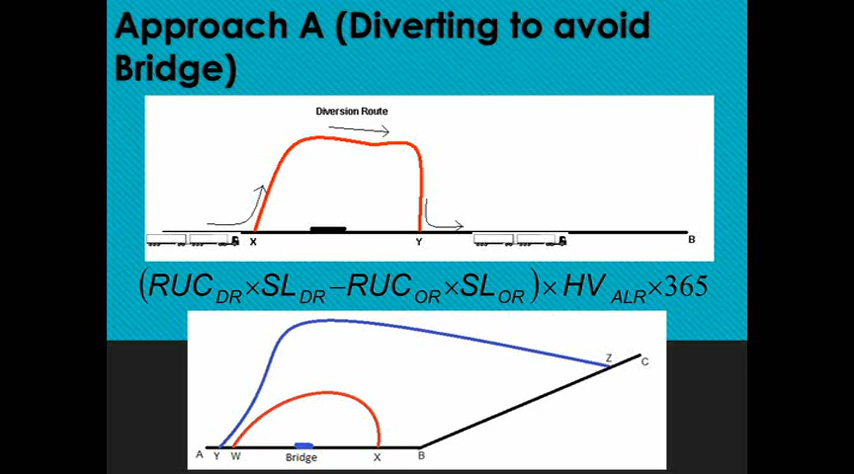 Approach A (Diverting to avoid
Bridge)
Diversion Route
X
Y
B
(RUC DR ×SL DR −RUC OR ×SL OR )×HV ALR ×365
Z
C
A
Y
W
Bridge
X
B